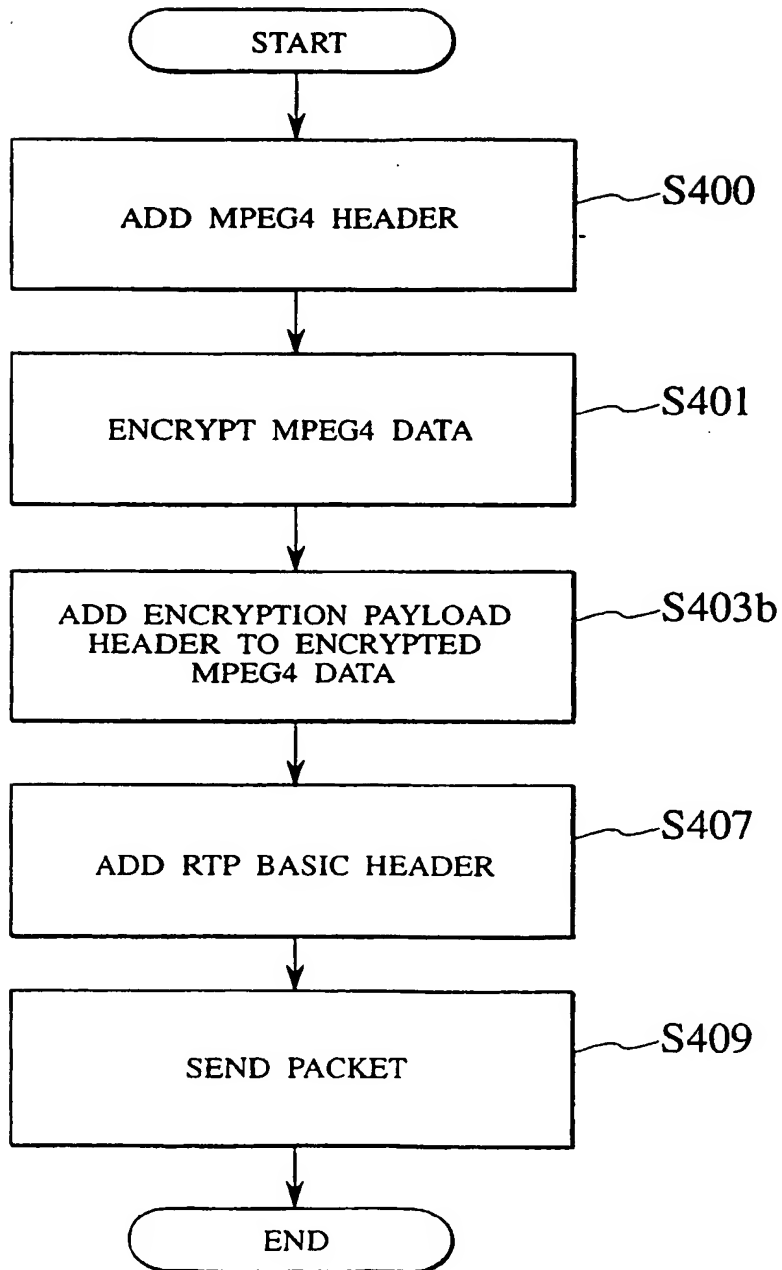 START
ADD MPEG4 HEADER
S400
ENCRYPT MPEG4 DATA
S401
ADD ENCRYPTION PAYLOAD
HEADER TO ENCRYPTED
MPEG4 DATA
S403b
ADD RTP BASIC HEADER
S407
SEND PACKET
S409
END